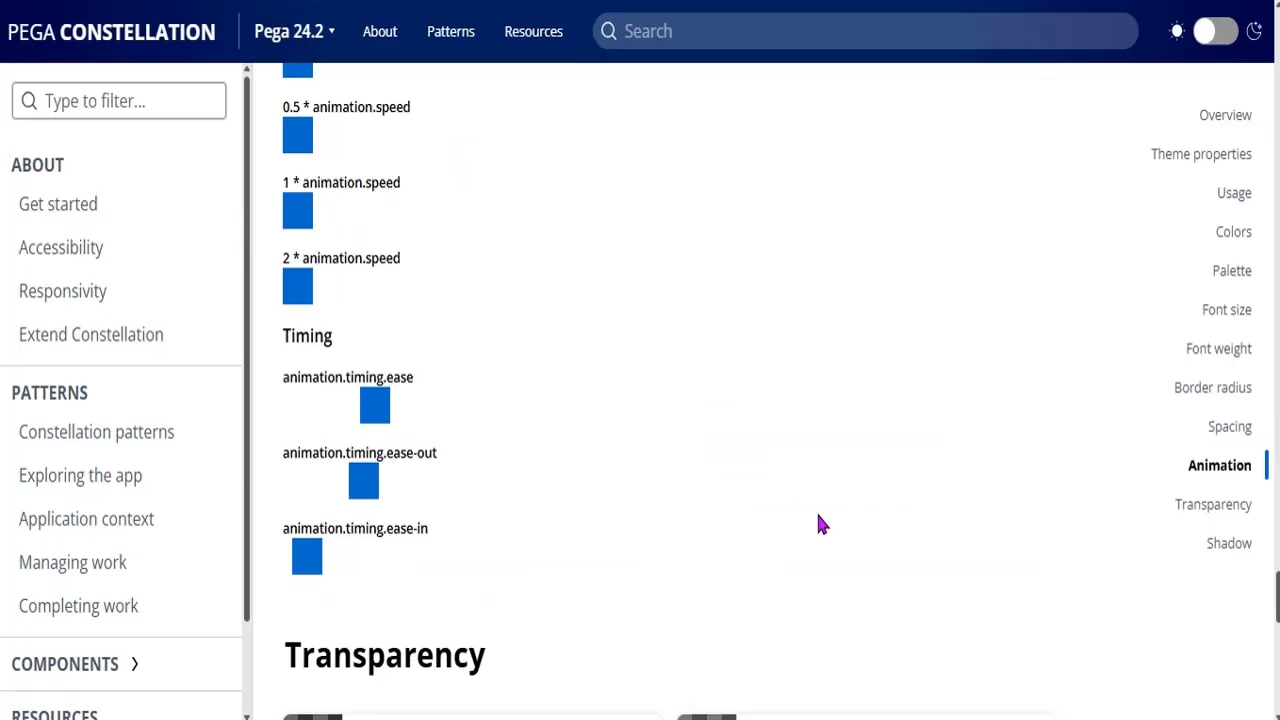 PEGA CONSTELLATION
Pega 24.2
About
Patterns
Resources
Search
Type to filter...
ABOUT
Get started
Accessibility
Responsivity
Extend Constellation
PATTERNS
Constellation patterns
Exploring the app
Application context
Managing work
Completing work
COMPONENTS
RESOURCES
0.5 * animation.speed
1 * animation.speed
2 * animation.speed
Timing
animation.timing.ease
animation.timing.ease-out
animation.timing.ease-in
Transparency
Overview
Theme properties
Usage
Colors
Palette
Font size
Font weight
Border radius
Spacing
Animation
Transparency
Shadow